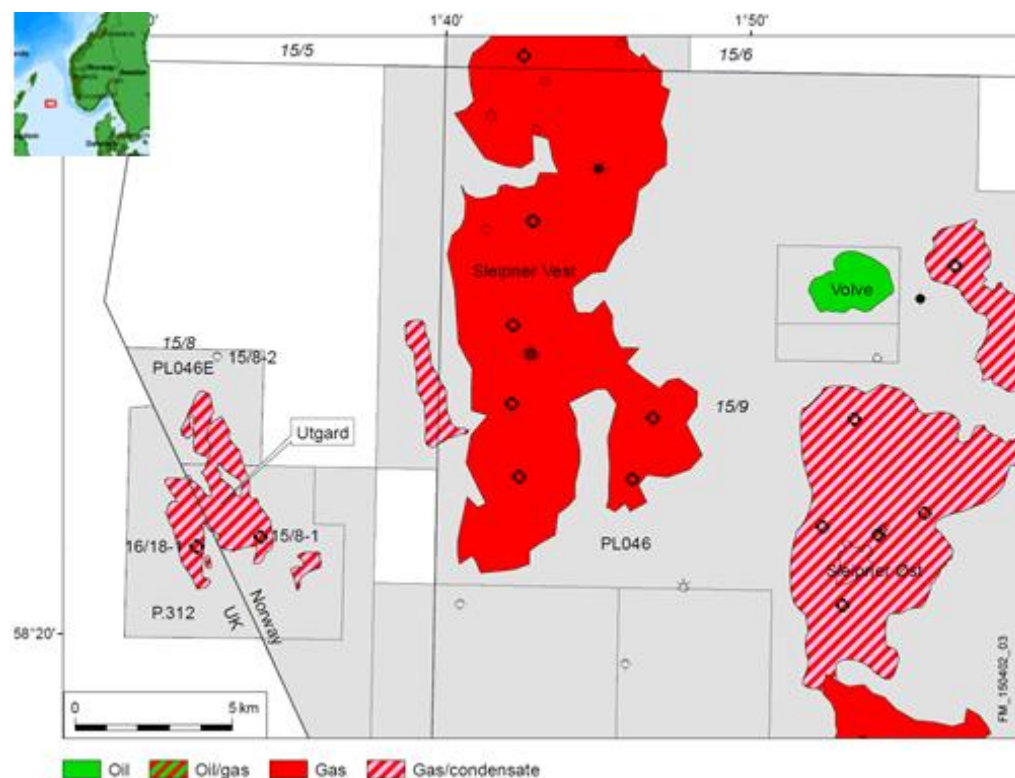 0'
1°40'
1°50'
15/5
15/6
Sleipner Vest
Volve
15/8
15/8-2
PL046E
15/9
Utgard
16/18-1
15/8-1
PL046
Sleipner Øst
P.312
Norway
UK
58°20'
0
5 km
FM_150402_03
Oil
Oil/gas
Gas
Gas/condensate